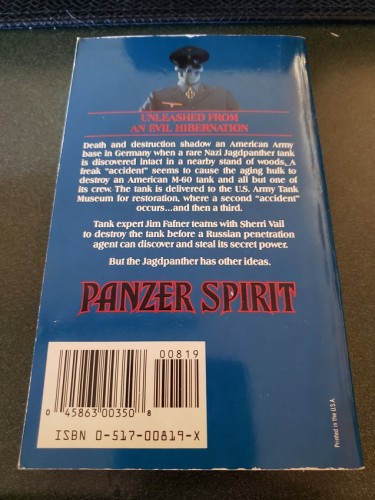 UNLEASHED FROM
AN EVIL HIBERNATION
Death and destruction shadow an American Army
base in Germany when a rare Nazi Jagdpanther tank
is discovered intact in a nearby stand of woods. A
freak "accident" seems to cause the aging hulk to
destroy an American M-60 tank and all but one of
its crew. The tank is delivered to the U.S. Army Tank
Museum for restoration, where a second "accident"
occurs...and then a third.
Tank expert Jim Fafner teams with Sherri Vail
to destroy the tank before a Russian penetration
agent can discover and steal its secret power.
But the Jagdpanther has other ideas.
PANZER SPIRIT
00819
0 45863 00350 8
ISBN 0-517-00819-X
Printed in the U.S.A.